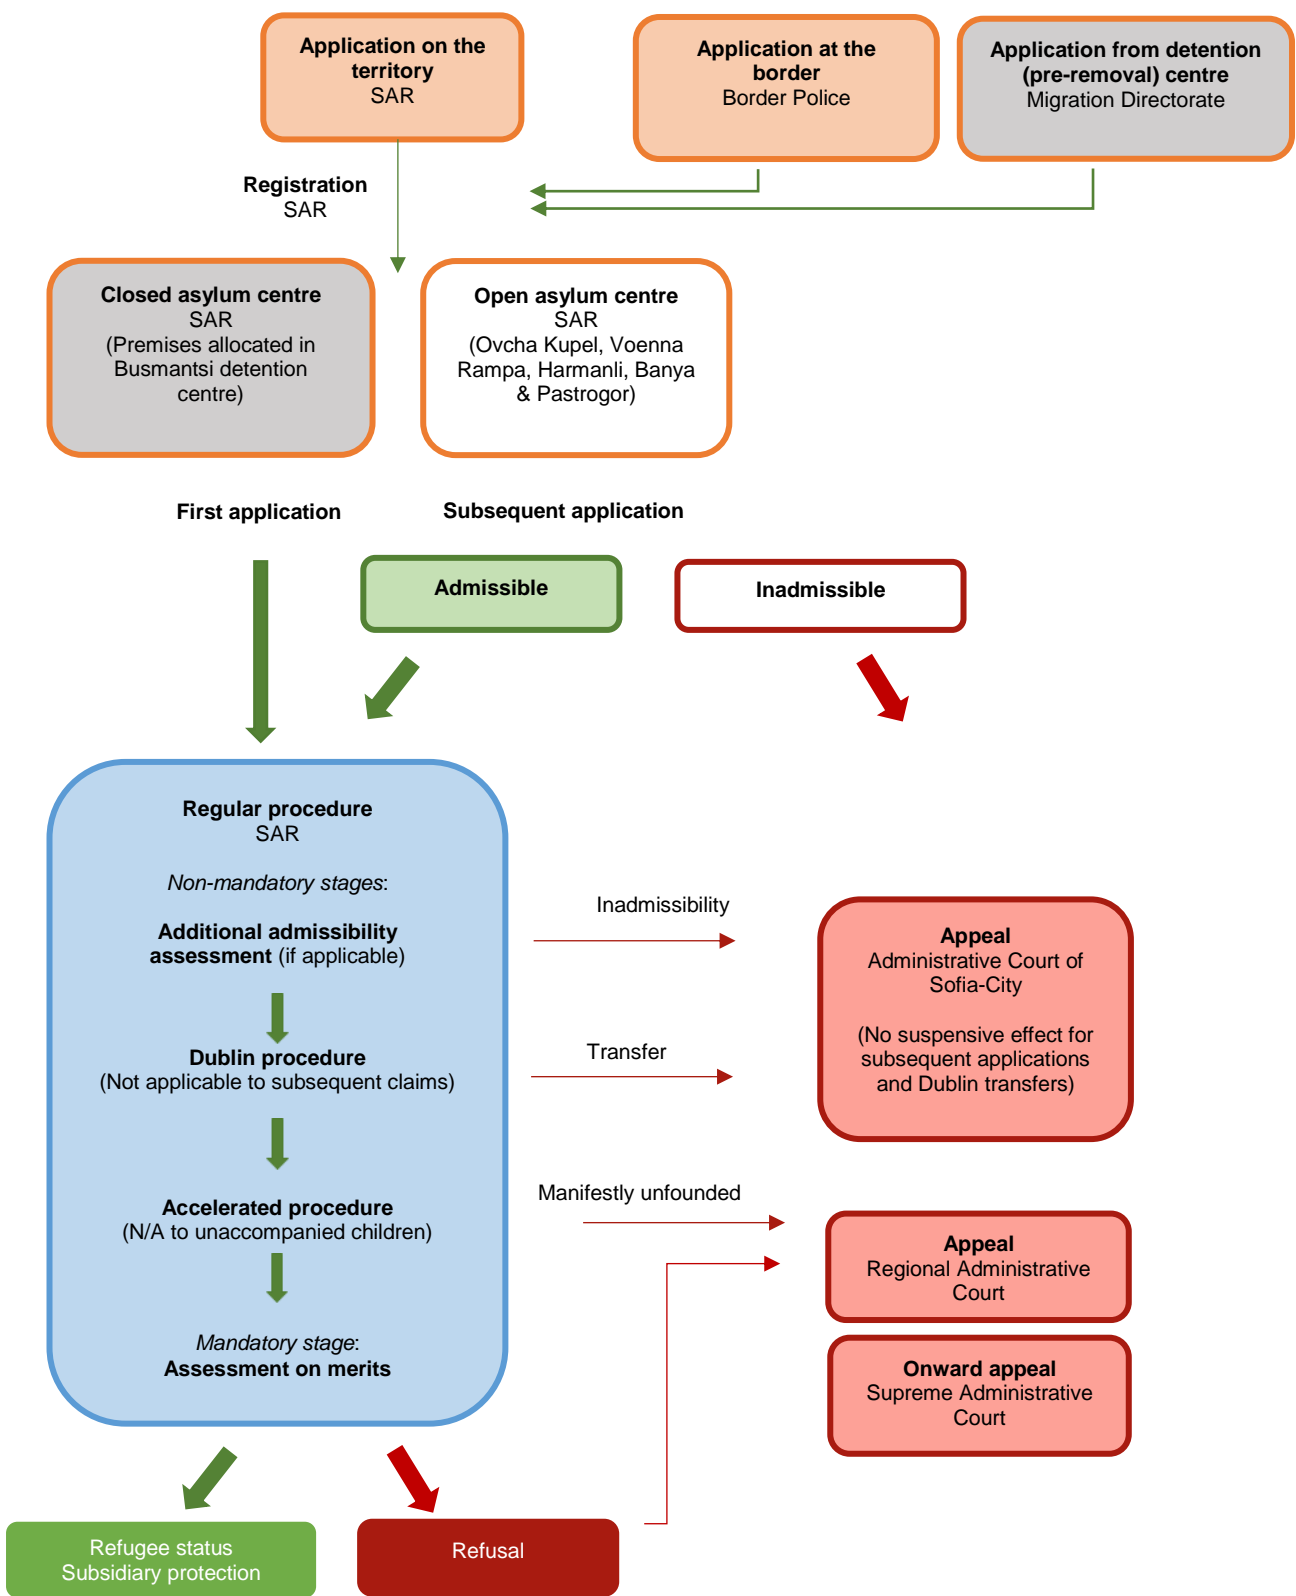 Application on the
territory
SAR
Application at the
border
Border Police
Application from detention
(pre-removal) centre
Migration Directorate
Registration
SAR
Closed asylum centre
SAR
(Premises allocated in
Busmantsi detention
centre)
Open asylum centre
SAR
(Ovcha Kupel, Voenna
Rampa, Harmanli, Banya
& Pastrogor)
First application
Subsequent application
Admissible
Inadmissible
Regular procedure
SAR
Non-mandatory stages:
Additional admissibility
assessment (if applicable)
Dublin procedure
(Not applicable to subsequent claims)
Accelerated procedure
(N/A to unaccompanied children)
Mandatory stage:
Assessment on merits
Inadmissibility
Transfer
Manifestly unfounded
Appeal
Administrative Court of
Sofia-City
(No suspensive effect for
subsequent applications
and Dublin transfers)
Appeal
Regional Administrative
Court
Onward appeal
Supreme Administrative
Court
Refugee status
Subsidiary protection
Refusal